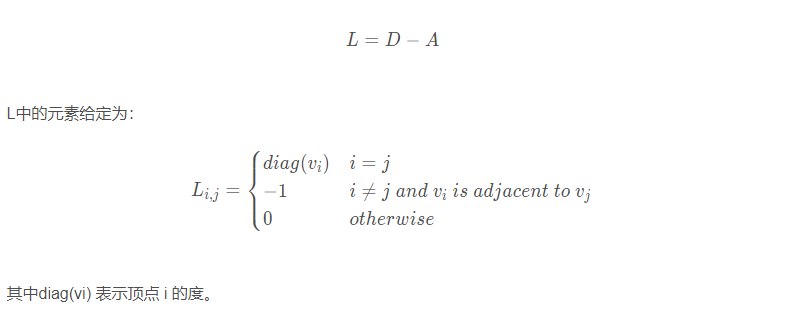 L = D − A
L中的元素给定为：
L_{i,j} = { diag(v_i) i = j
−1 i ≠ j and v_i is adjacent to v_j
0 otherwise
其中diag(vi) 表示顶点 i 的度。